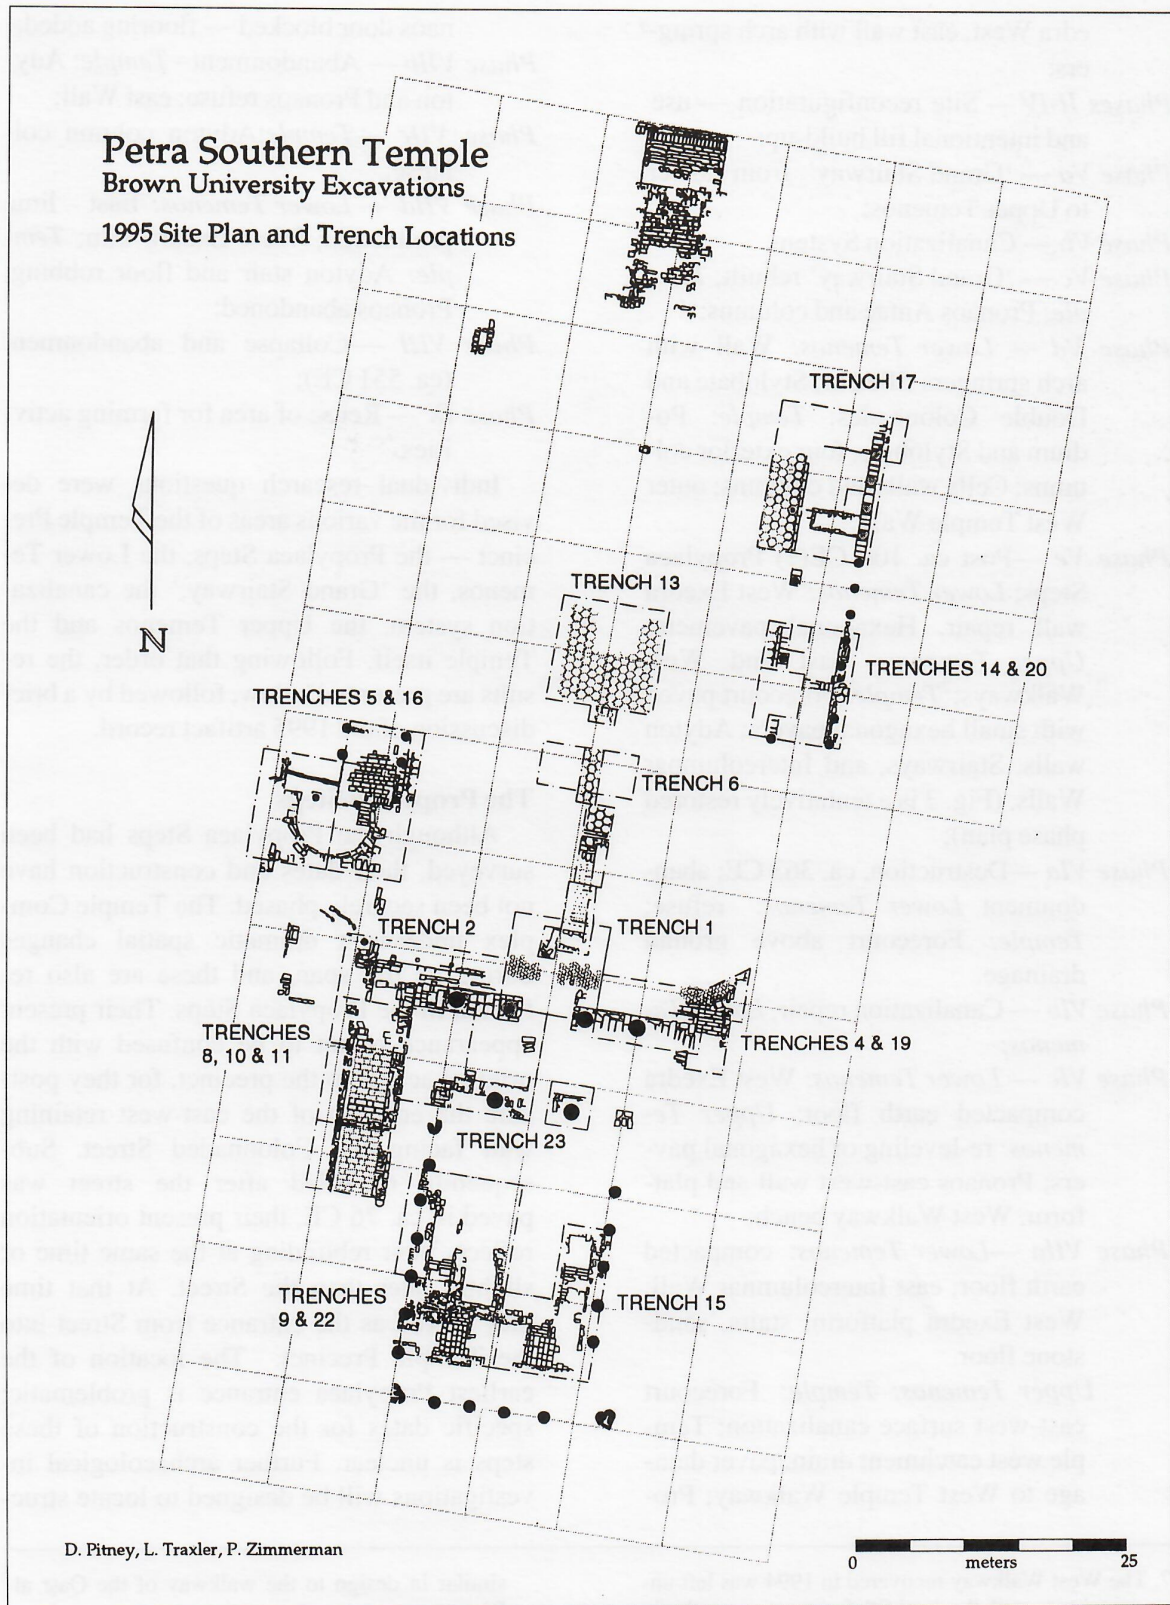 Petra Southern Temple
Brown University Excavations
1995 Site Plan and Trench Locations
TRENCH 17
TRENCH 13
N
TRENCHES 14 & 20
TRENCHES 5 & 16
TRENCH 6
TRENCH 2
TRENCH 1
TRENCHES
8, 10 & 11
TRENCHES 4 & 19
TRENCH 23
TRENCHES
9 & 22
TRENCH 15
D. Pitney, L. Traxler, P. Zimmerman
0 meters 25